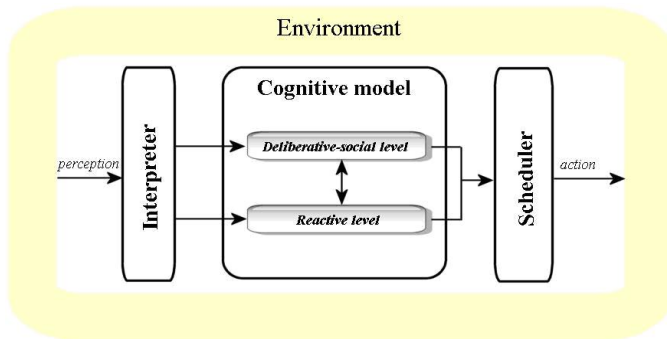 Environment
Cognitive model
perception
Interpreter
Deliberative-social level
Reactive level
Scheduler
action